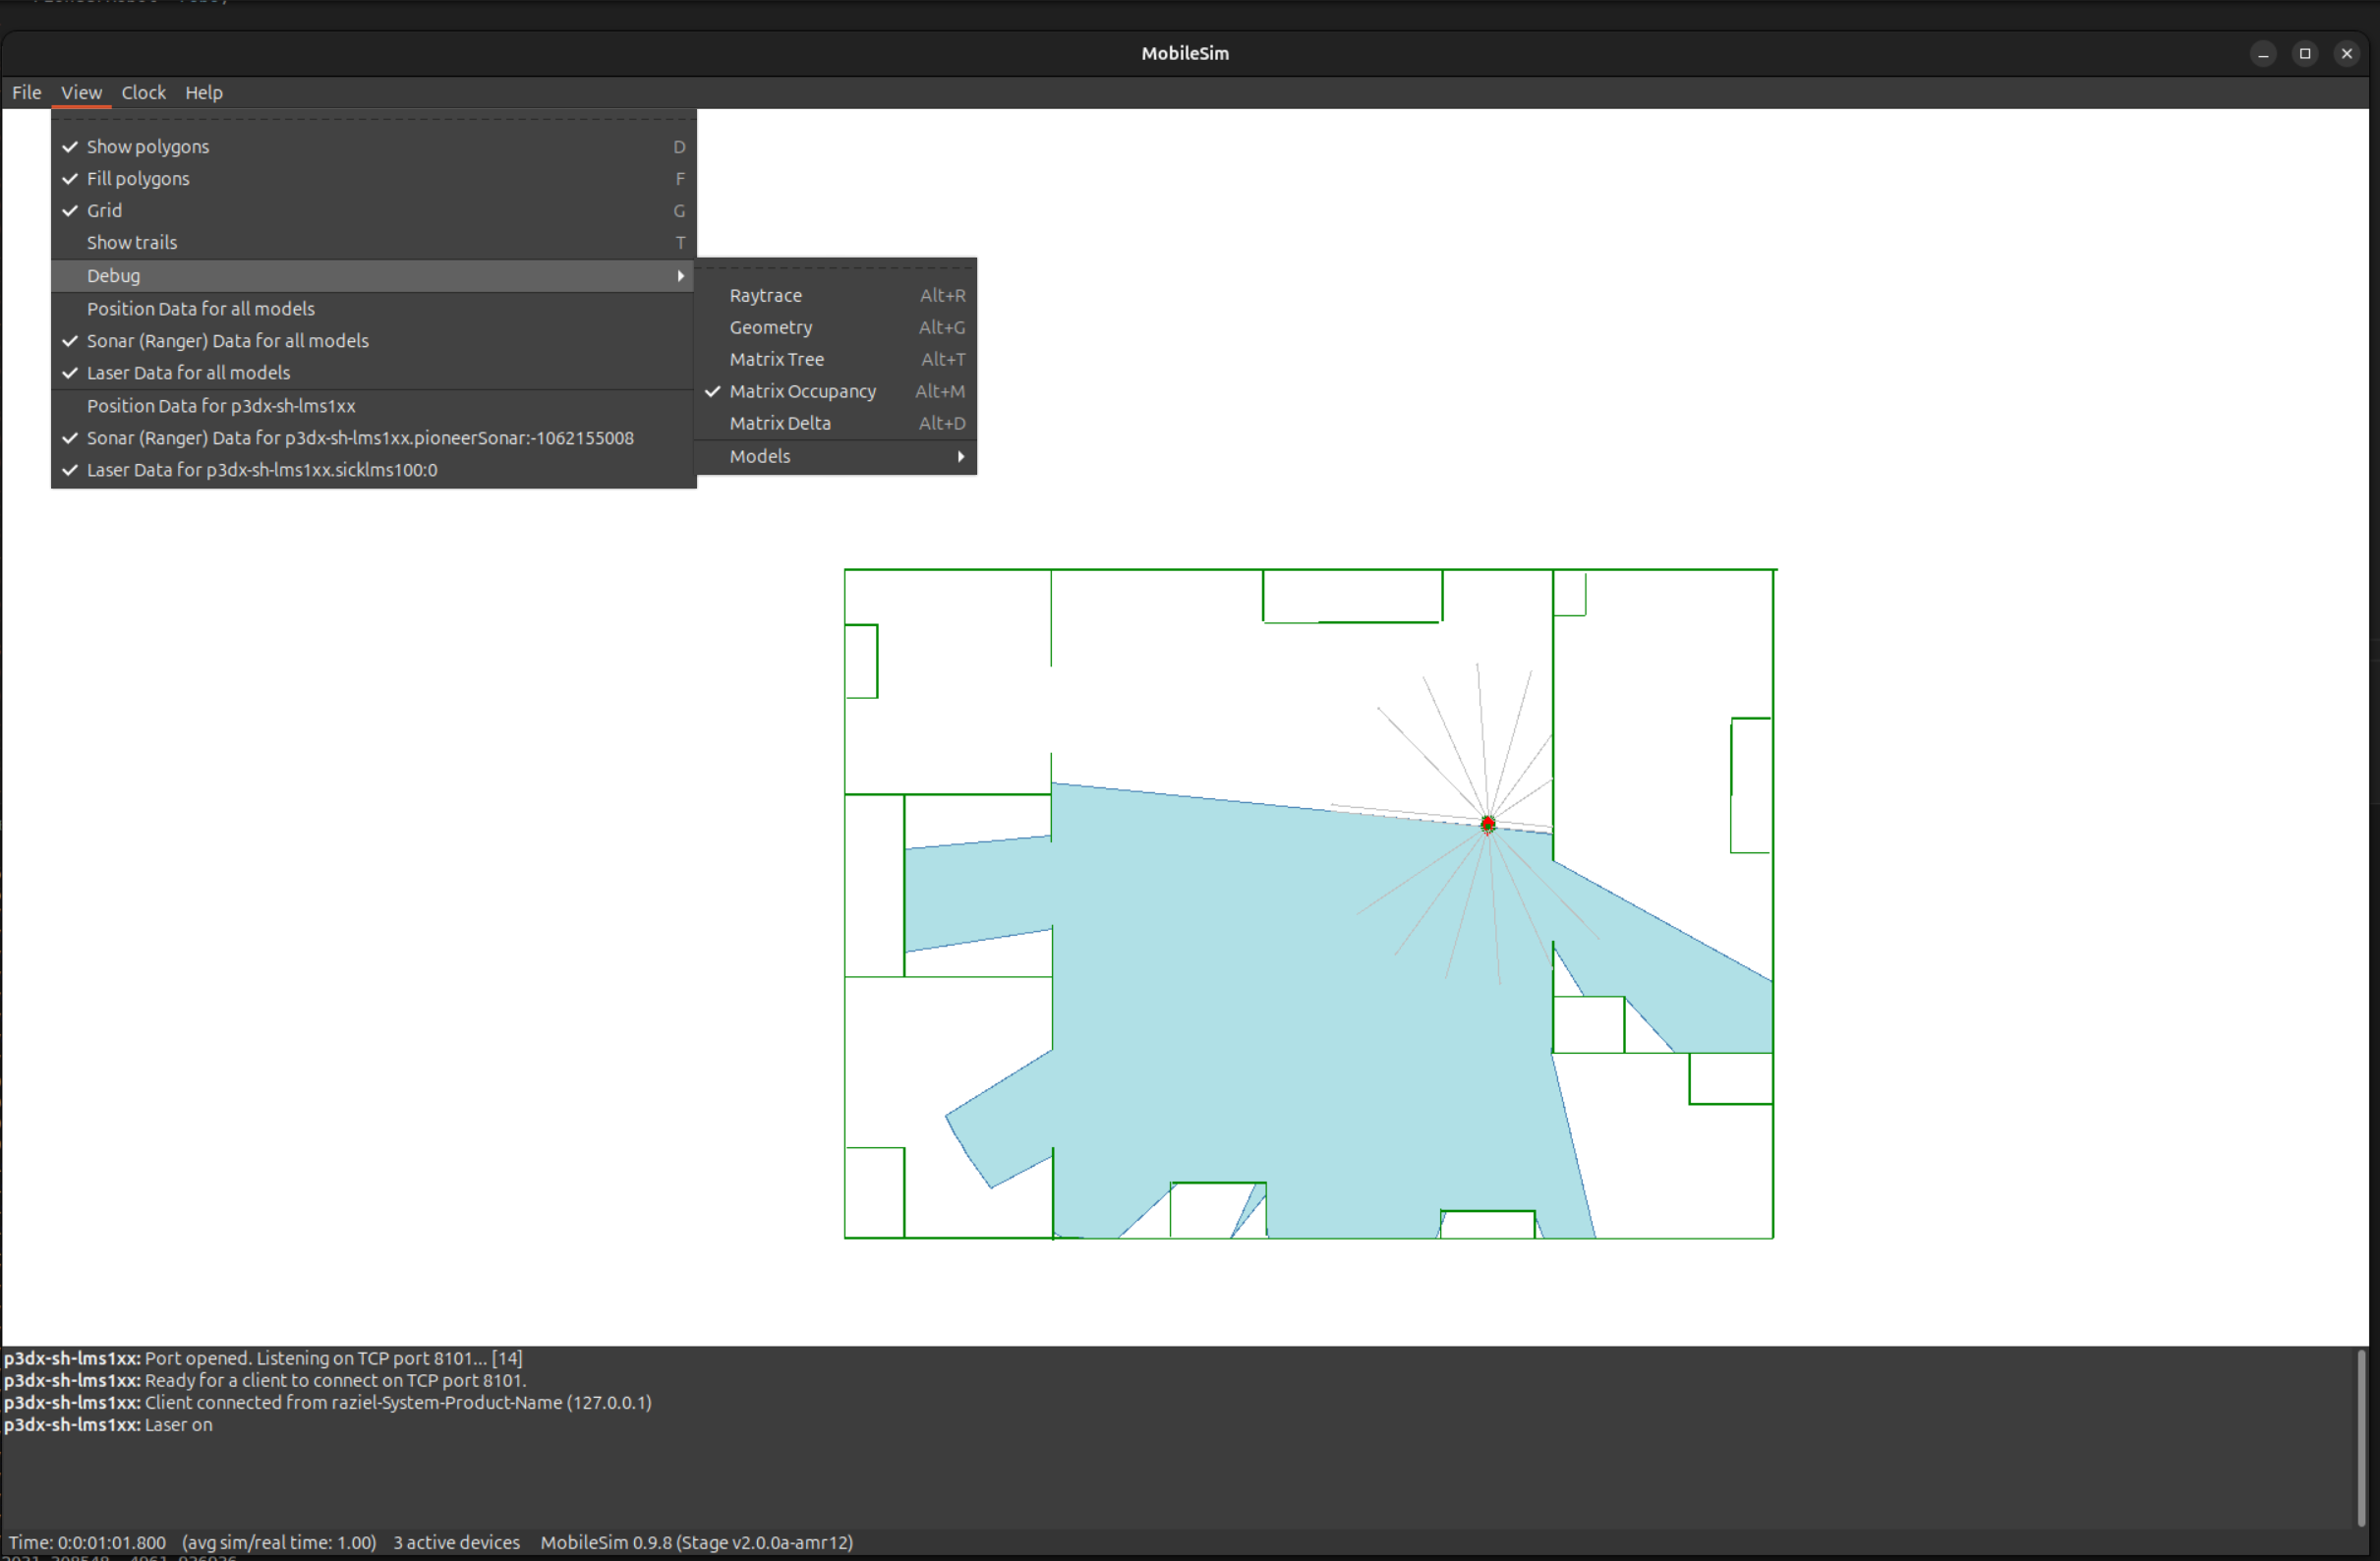 MobileSim
File View Clock Help
Show polygons D
Fill polygons F
Grid G
Show trails T
Debug
Position Data for all models
Sonar (Ranger) Data for all models
Laser Data for all models
Position Data for p3dx-sh-lms1xx
Sonar (Ranger) Data for p3dx-sh-lms1xx.pioneerSonar:-1062155008
Laser Data for p3dx-sh-lms1xx.sicklms100:0
Raytrace Alt+R
Geometry Alt+G
Matrix Tree Alt+T
Matrix Occupancy Alt+M
Matrix Delta Alt+D
Models
p3dx-sh-lms1xx: Port opened. Listening on TCP port 8101... [14]
p3dx-sh-lms1xx: Ready for a client to connect on TCP port 8101.
p3dx-sh-lms1xx: Client connected from raziel-System-Product-Name (127.0.0.1)
p3dx-sh-lms1xx: Laser on
Time: 0:0:01:01.800 (avg sim/real time: 1.00) 3 active devices MobileSim 0.9.8 (Stage v2.0.0a-amr12)